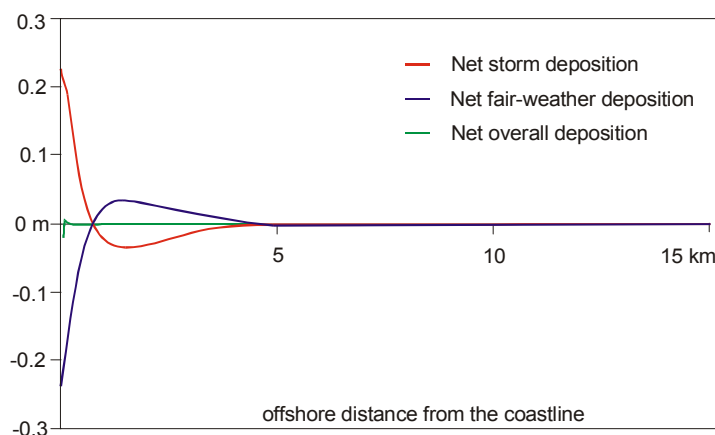 0.3
0.2
Net storm deposition
Net fair-weather deposition
0.1
Net overall deposition
0 m
5
10
15 km
-0.1
-0.2
offshore distance from the coastline
-0.3